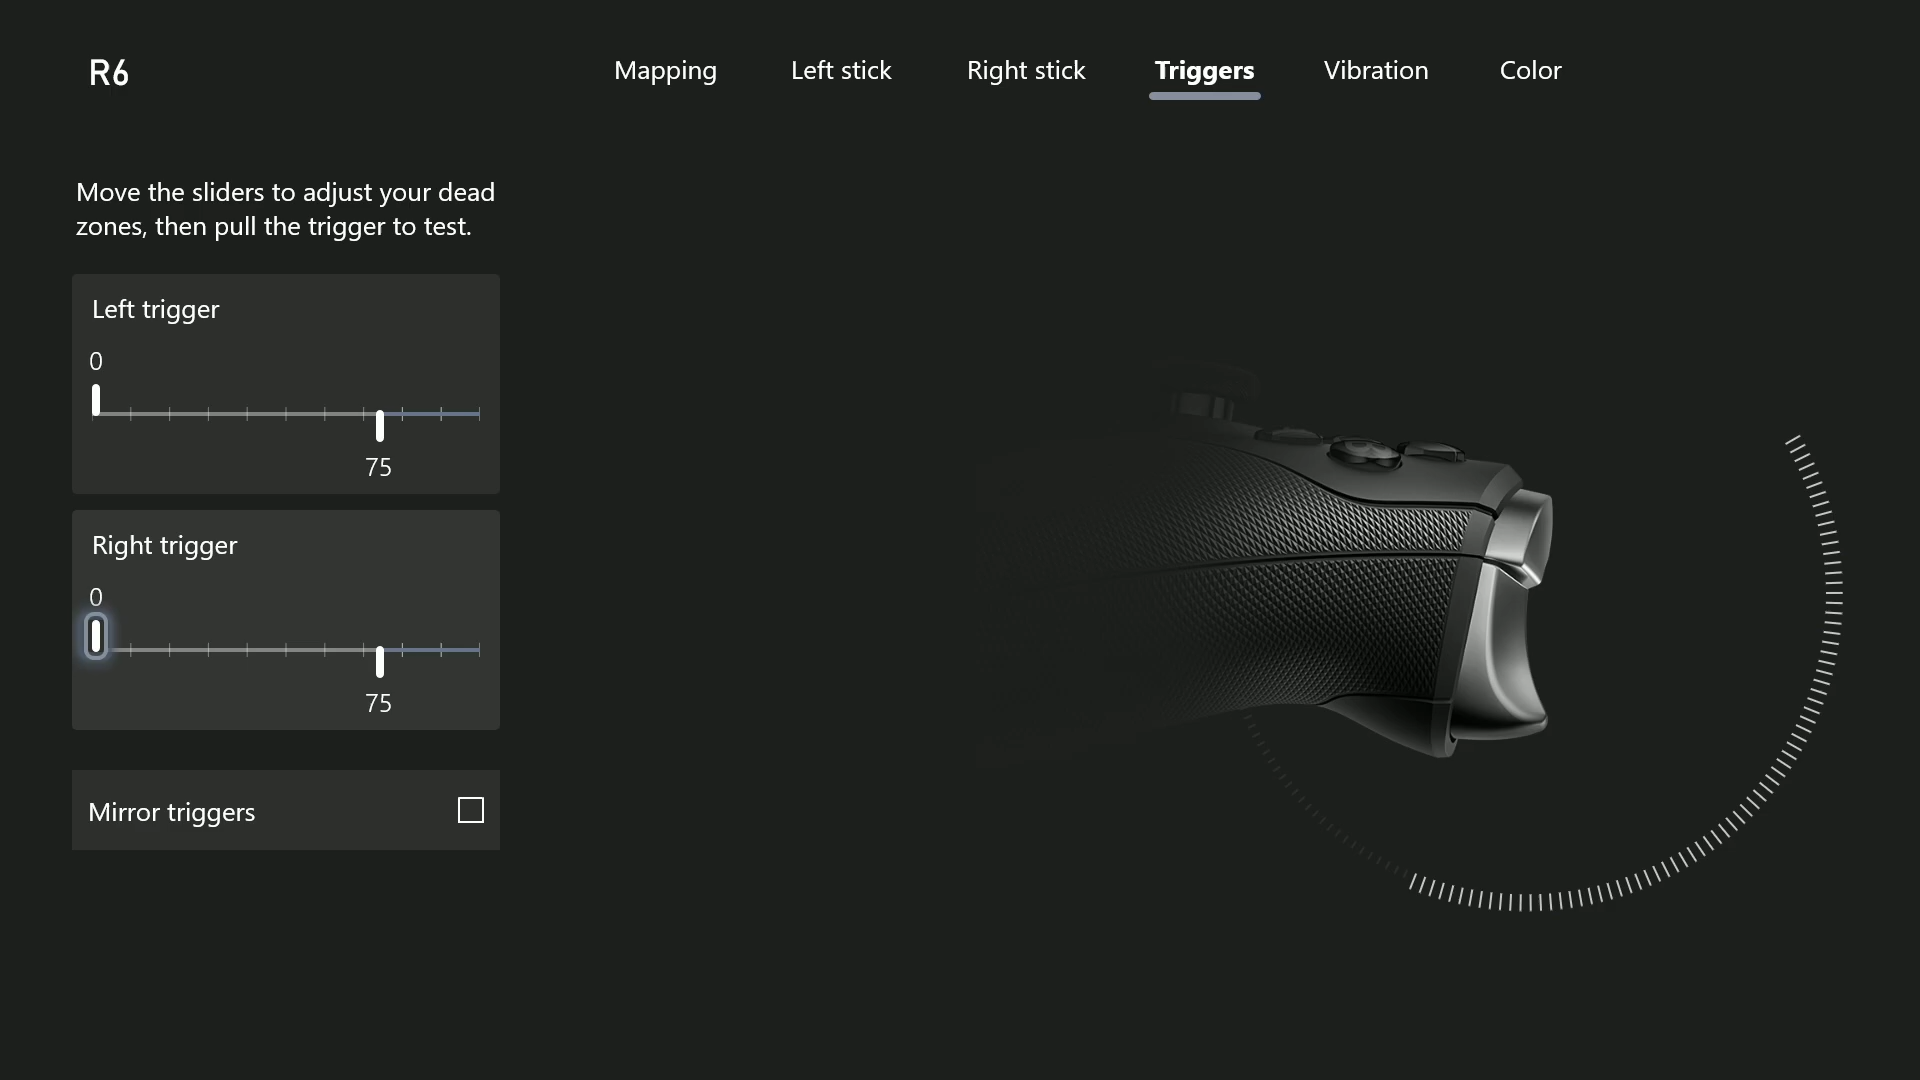 R6
Mapping
Left stick
Right stick
Triggers
Vibration
Color
Move the sliders to adjust your dead
zones, then pull the trigger to test.
Left trigger
0
75
Right trigger
0
75
Mirror triggers